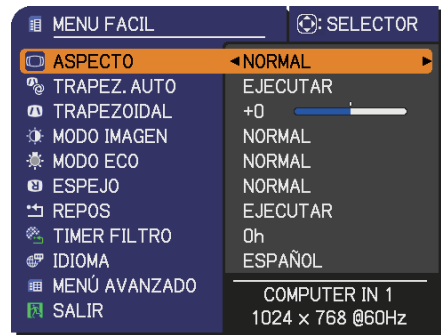 MENU FACIL : SELECTOR
ASPECTO NORMAL
TRAPEZ. AUTO EJECUTAR
TRAPEZOIDAL +0
MODO IMAGEN NORMAL
MODO ECO NORMAL
ESPEJO NORMAL
REPOS EJECUTAR
TIMER FILTRO 0h
IDIOMA ESPAÑOL
MENÚ AVANZADO
SALIR
COMPUTER IN 1
1024 x 768 @60Hz